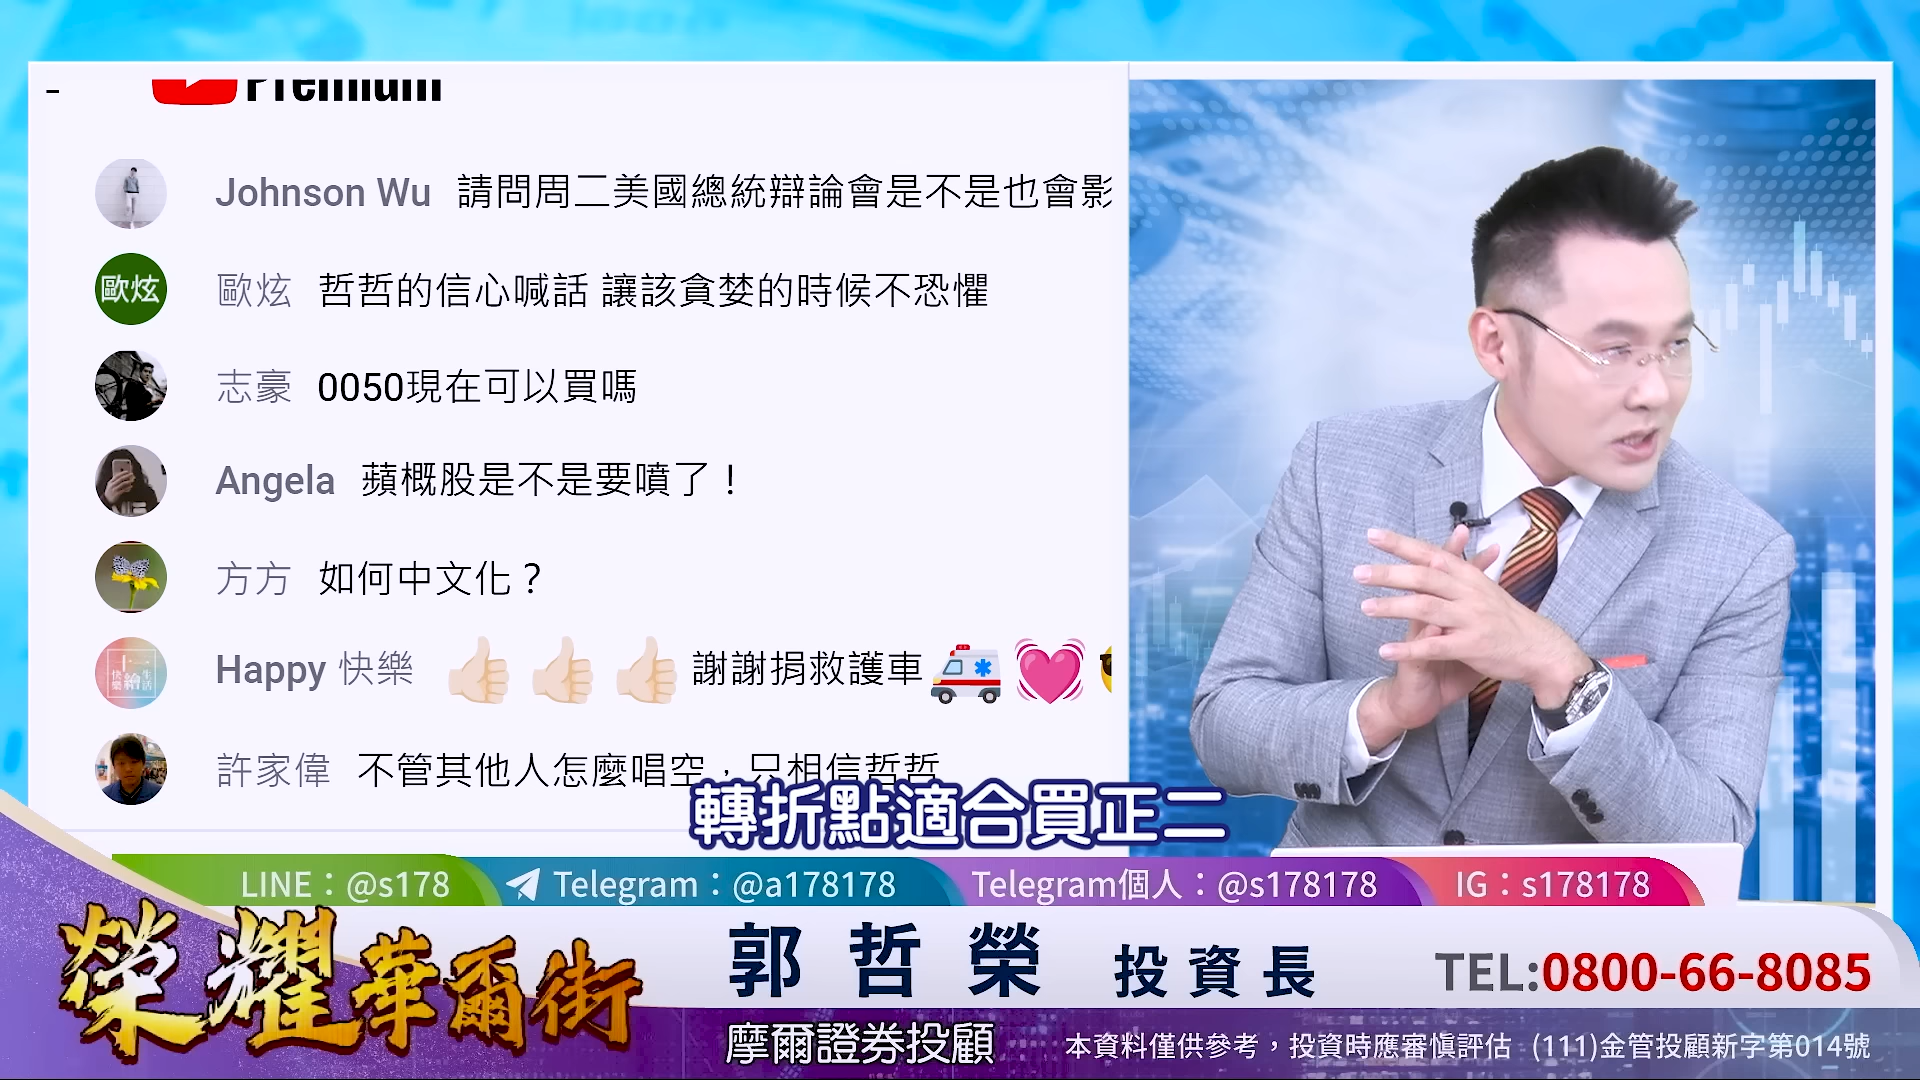 Premium
Johnson Wu 請問周二美國總統辯論會是不是也會影
歐炫
歐炫 哲哲的信心喊話 讓該貪婪的時候不恐懼
志豪 0050現在可以買嗎
Angela 蘋概股是不是要噴了！
方方 如何中文化？
Happy 快樂 👍🏻👍🏻👍🏻謝謝捐救護車🚑💓
許家偉 不管其他人怎麼唱空，只相信哲哲
轉折點適合買正二
LINE：@s178 Telegram：@a178178 Telegram個人：@s178178 IG：s178178
榮耀華爾街
郭哲榮 投資長 TEL:0800-66-8085
摩爾證券投顧 本資料僅供參考，投資時應審慎評估 (111)金管投顧新字第014號